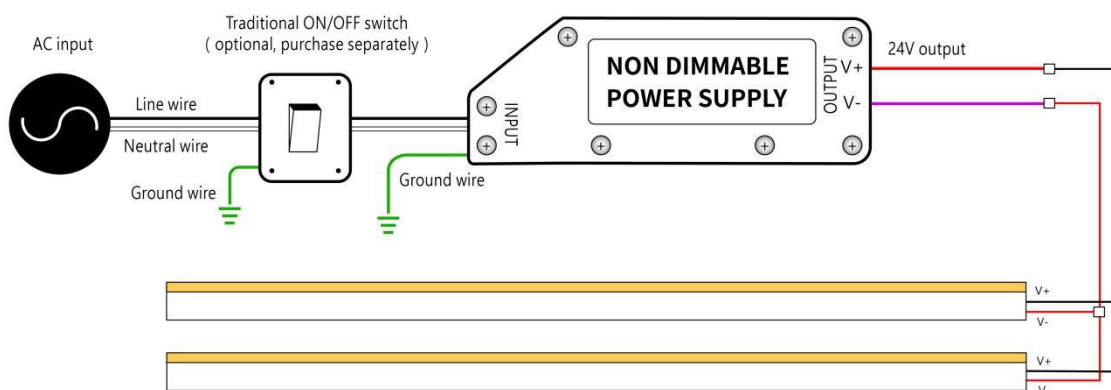 Traditional ON/OFF switch
( optional, purchase separately )
AC input
24V output
Line wire
Neutral wire
Ground wire
Ground wire
INPUT
NON DIMMABLE
POWER SUPPLY
OUTPUT
V+
V-
V+
V-
V+